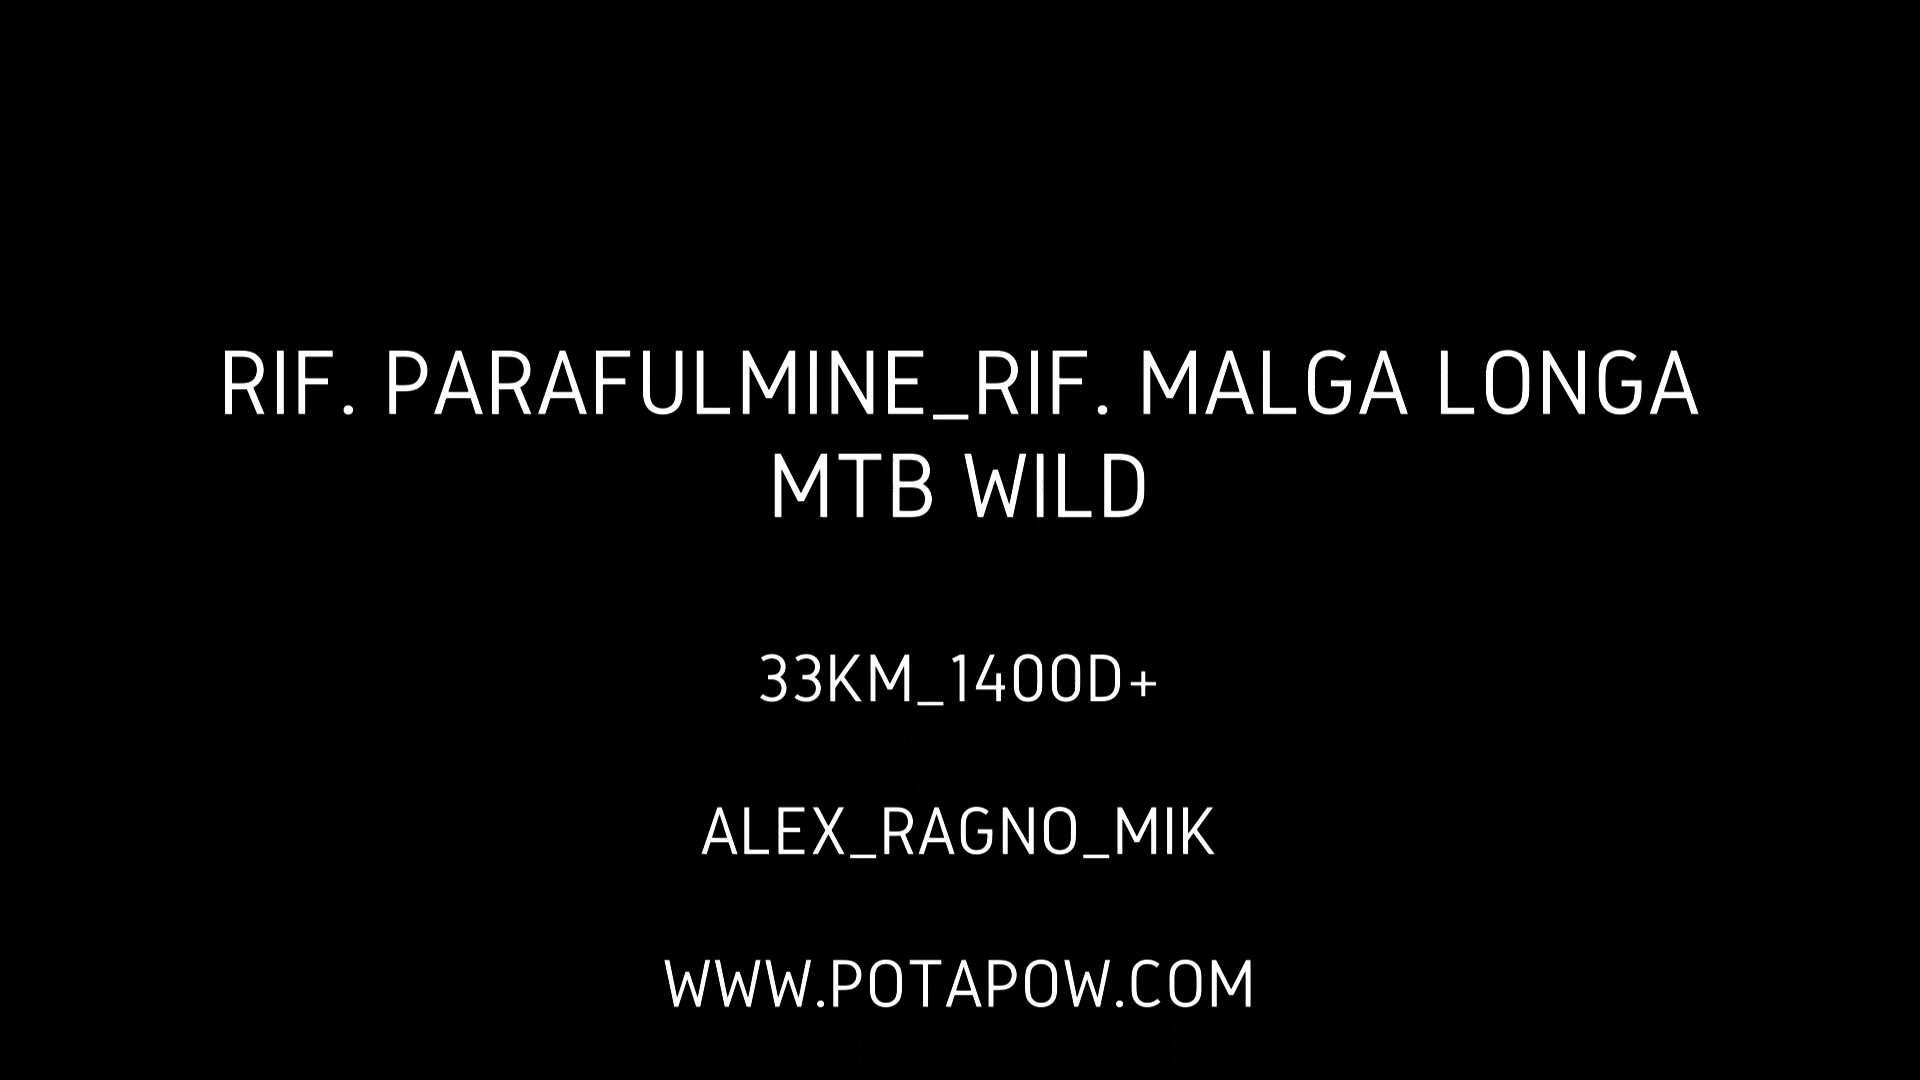 RIF. PARAFULMINE_RIF. MALGA LONGA
MTB WILD
33KM_1400D+
ALEX_RAGNO_MIK
WWW.POTAPOW.COM